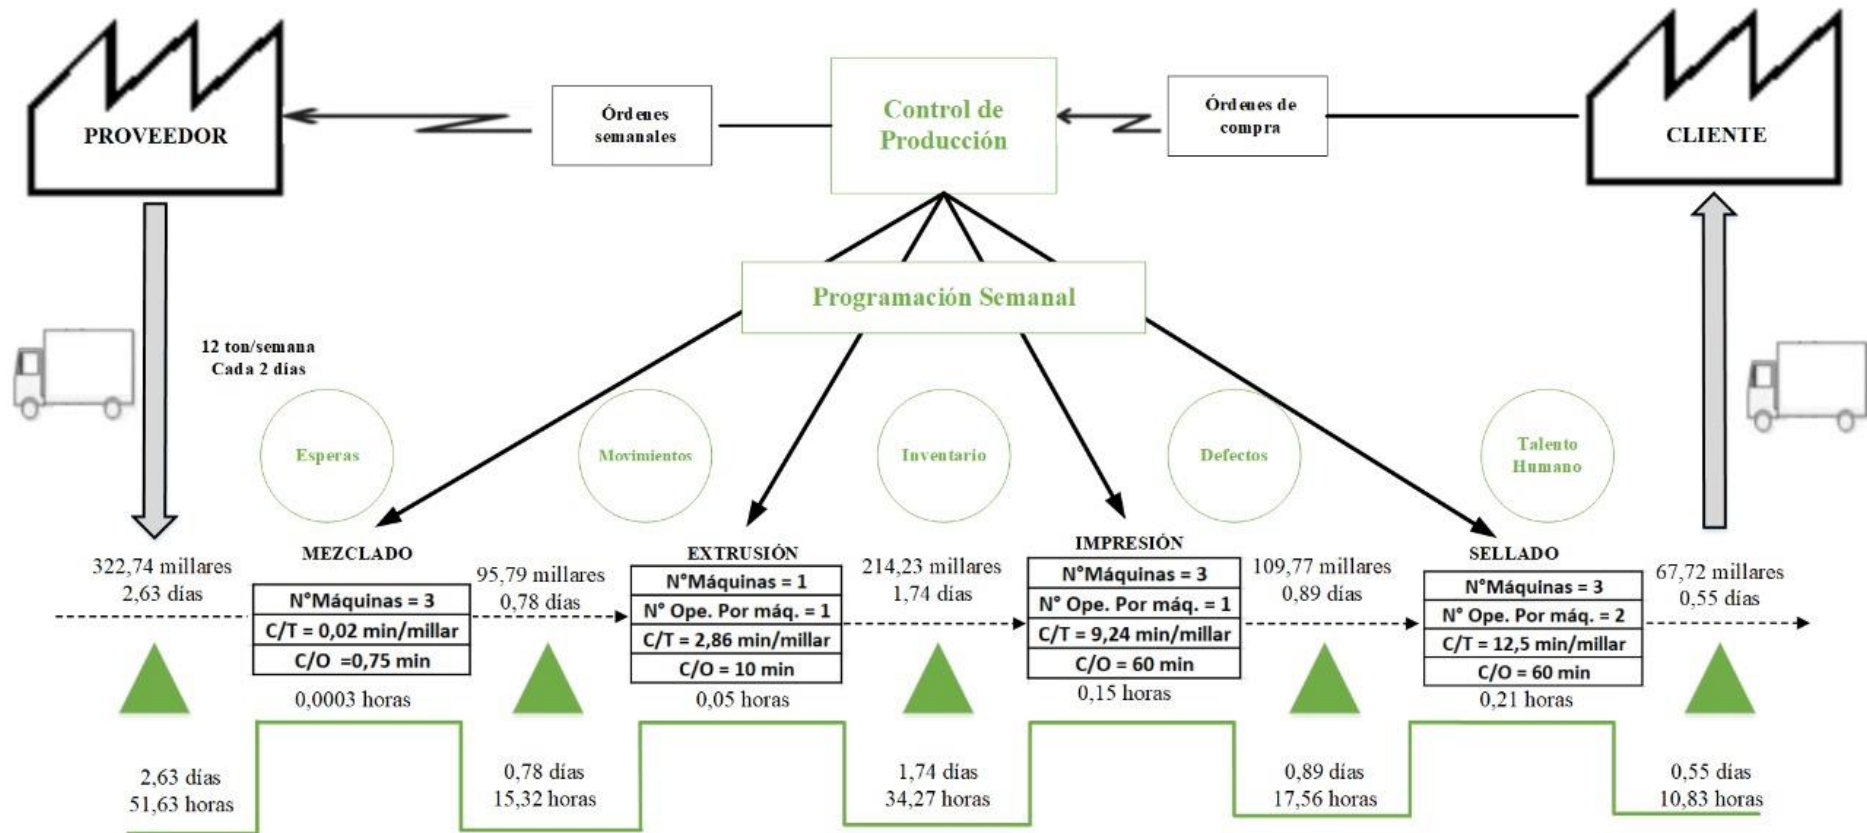 PROVEEDOR
Órdenes
semanales
Control de
Producción
Órdenes de
compra
CLIENTE
Programación Semanal
12 ton/semana
Cada 2 días
Esperas
Movimientos
Inventario
Defectos
Talento
Humano
322,74 millares
2,63 días
MEZCLADO
N°Máquinas = 3
C/T = 0,02 min/millar
C/O =0,75 min
0,0003 horas
95,79 millares
0,78 días
EXTRUSIÓN
N°Máquinas = 1
N° Ope. Por máq. = 1
C/T = 2,86 min/millar
C/O = 10 min
0,05 horas
214,23 millares
1,74 días
IMPRESIÓN
N°Máquinas = 3
N° Ope. Por máq. = 1
C/T = 9,24 min/millar
C/O = 60 min
0,15 horas
109,77 millares
0,89 días
SELLADO
N°Máquinas = 3
N° Ope. Por máq. = 2
C/T = 12,5 min/millar
C/O = 60 min
0,21 horas
67,72 millares
0,55 días
2,63 días
51,63 horas
0,78 días
15,32 horas
1,74 días
34,27 horas
0,89 días
17,56 horas
0,55 días
10,83 horas